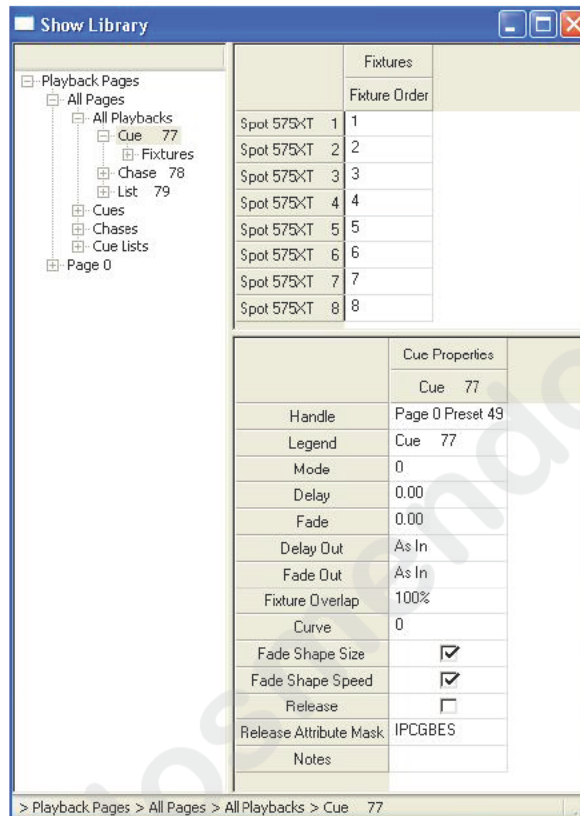 Show Library
Playback Pages
All Pages
All Playbacks
Cue 77
Fixtures
Chase 78
List 79
Cues
Chases
Cue Lists
Page 0
Fixtures
Fixture Order
Spot 575XT 1 1
Spot 575XT 2 2
Spot 575XT 3 3
Spot 575XT 4 4
Spot 575XT 5 5
Spot 575XT 6 6
Spot 575XT 7 7
Spot 575XT 8 8
Cue Properties
Cue 77
Handle Page 0 Preset 49
Legend Cue 77
Mode 0
Delay 0.00
Fade 0.00
Delay Out As In
Fade Out As In
Fixture Overlap 100%
Curve 0
Fade Shape Size
Fade Shape Speed
Release
Release Attribute Mask IPCGBES
Notes
> Playback Pages > All Pages > All Playbacks > Cue 77